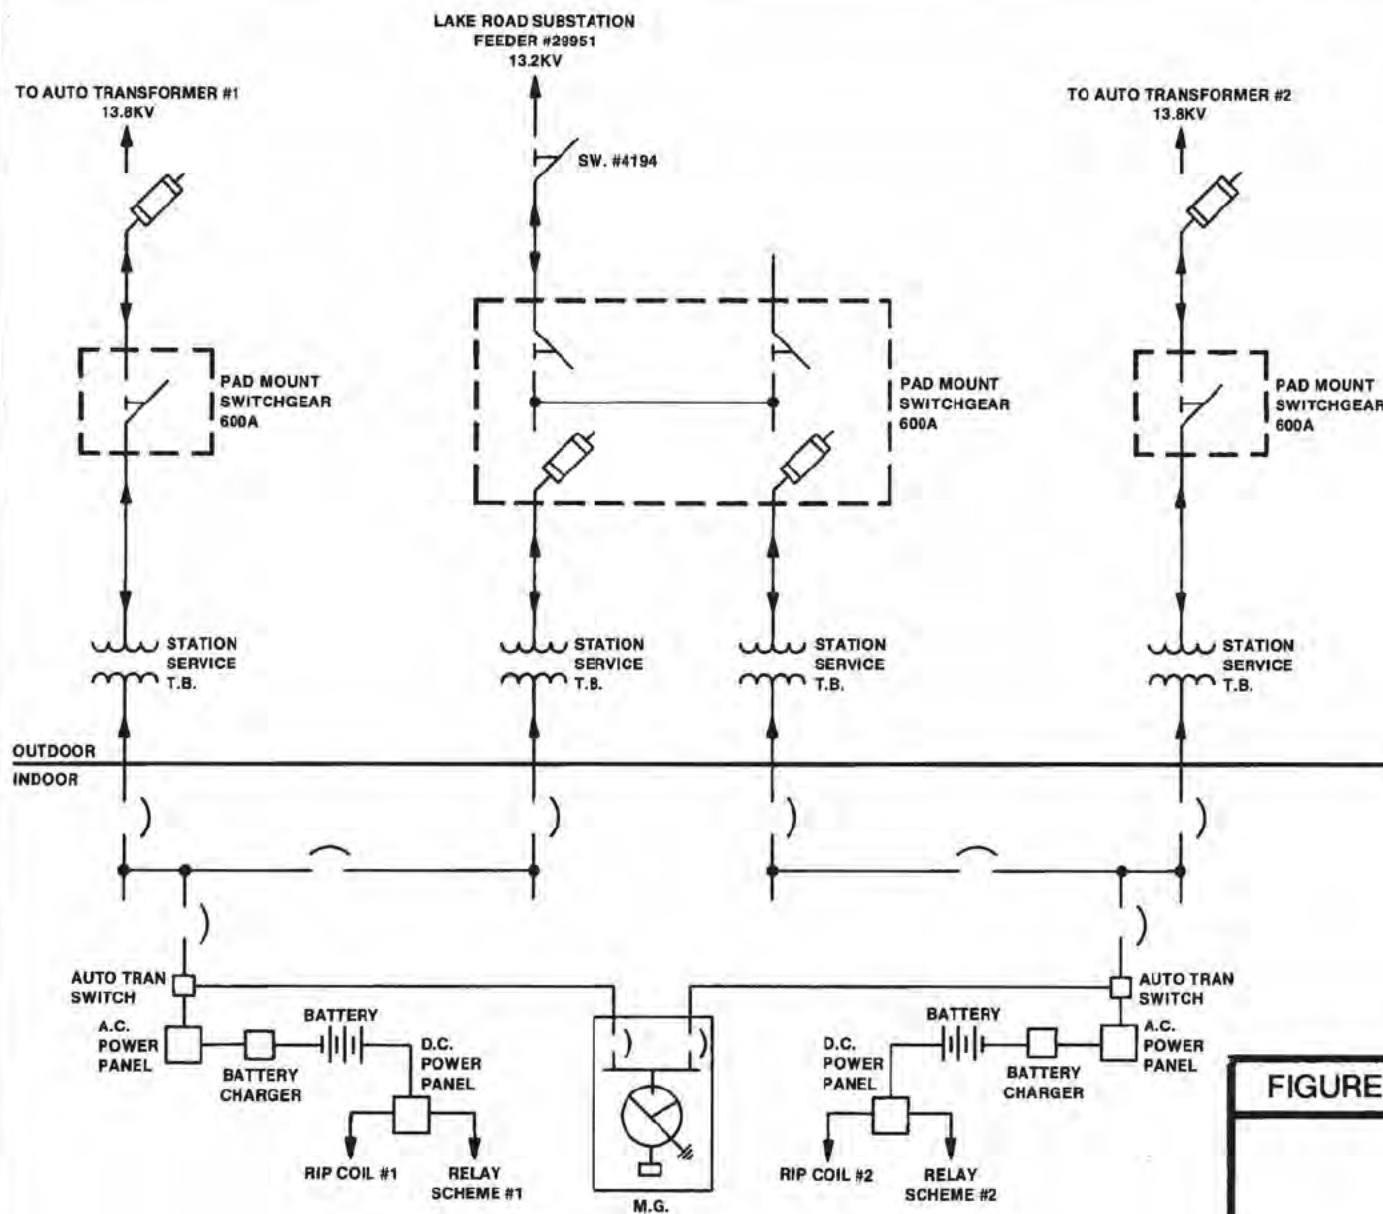 LAKE ROAD SUBSTATION
FEEDER #29951
13.2KV
TO AUTO TRANSFORMER #1
13.8KV
TO AUTO TRANSFORMER #2
13.8KV
SW. #4194
PAD MOUNT
SWITCHGEAR
600A
PAD MOUNT
SWITCHGEAR
600A
PAD MOUNT
SWITCHGEAR
600A
STATION
SERVICE
T.B.
STATION
SERVICE
T.B.
STATION
SERVICE
T.B.
STATION
SERVICE
T.B.
OUTDOOR
INDOOR
AUTO TRAN
SWITCH
A.C.
POWER
PANEL
BATTERY
BATTERY
CHARGER
D.C.
POWER
PANEL
RIP COIL #1
RELAY
SCHEME #1
M.G.
AUTO TRAN
SWITCH
A.C.
POWER
PANEL
BATTERY
BATTERY
CHARGER
D.C.
POWER
PANEL
RIP COIL #2
RELAY
SCHEME #2
FIGURE